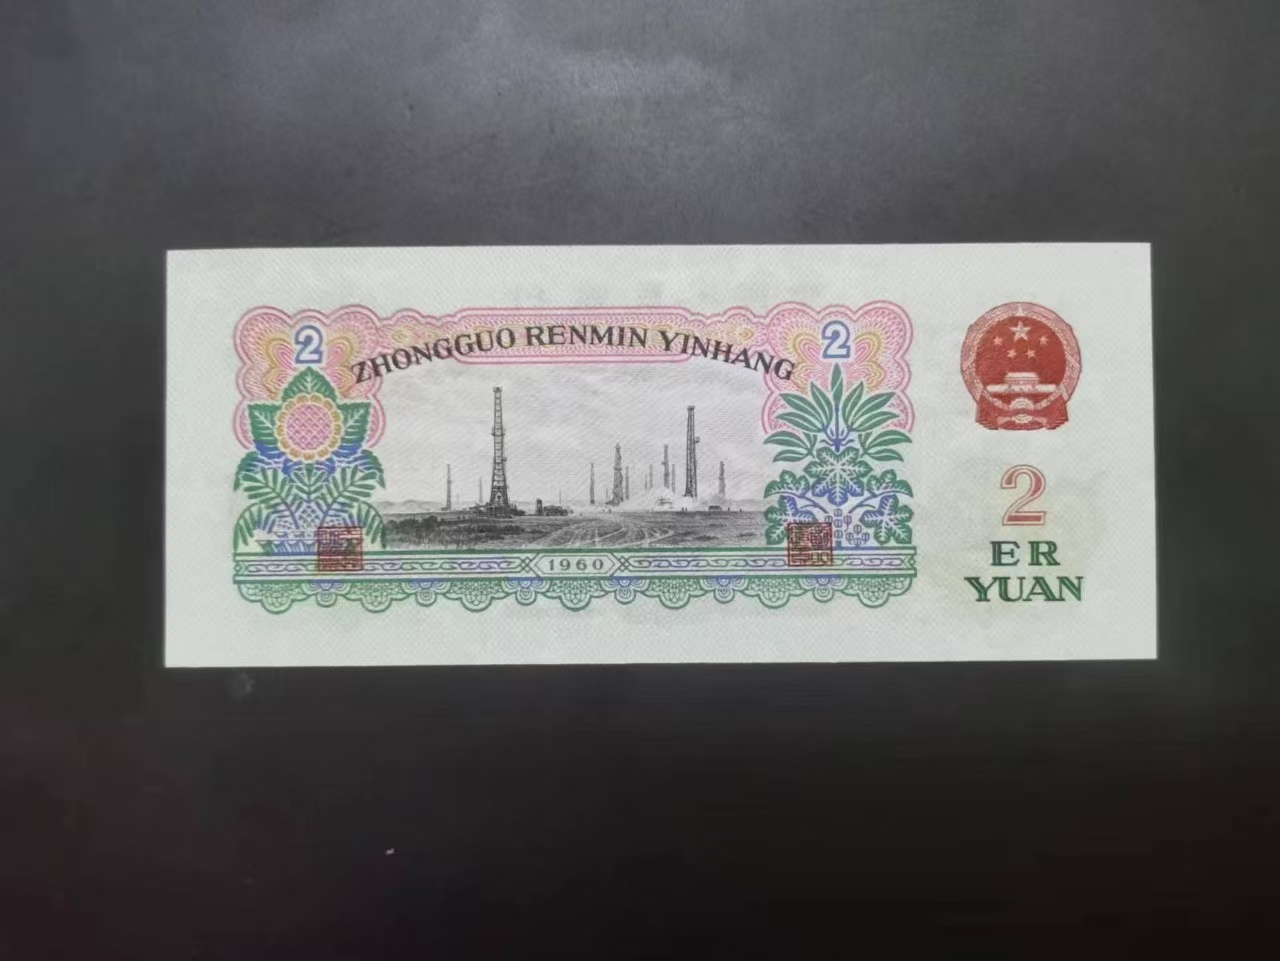 2
2
ZHONGGUO RENMIN YINHANG
1960
2
ER
YUAN